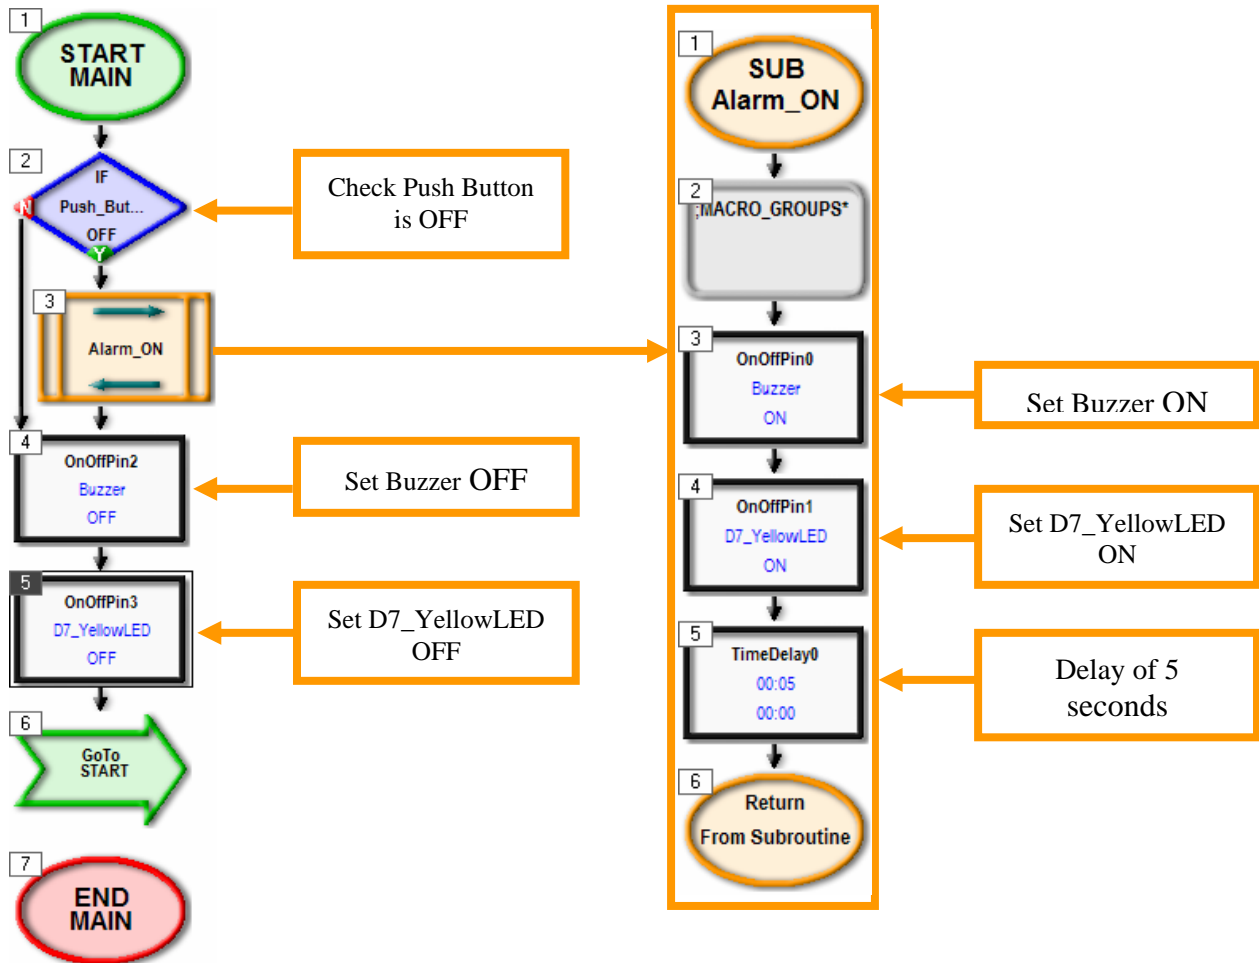 1
START
MAIN
2
IF
Push_But...
OFF
N
Y
Check Push Button
is OFF
3
Alarm_ON
4
OnOffPin2
Buzzer
OFF
Set Buzzer OFF
5
OnOffPin3
D7_YellowLED
OFF
Set D7_YellowLED
OFF
6
GoTo
START
7
END
MAIN
1
SUB
Alarm_ON
2
;MACRO_GROUPS*
3
OnOffPin0
Buzzer
ON
Set Buzzer ON
4
OnOffPin1
D7_YellowLED
ON
Set D7_YellowLED
ON
5
TimeDelay0
00:05
00:00
Delay of 5
seconds
6
Return
From Subroutine